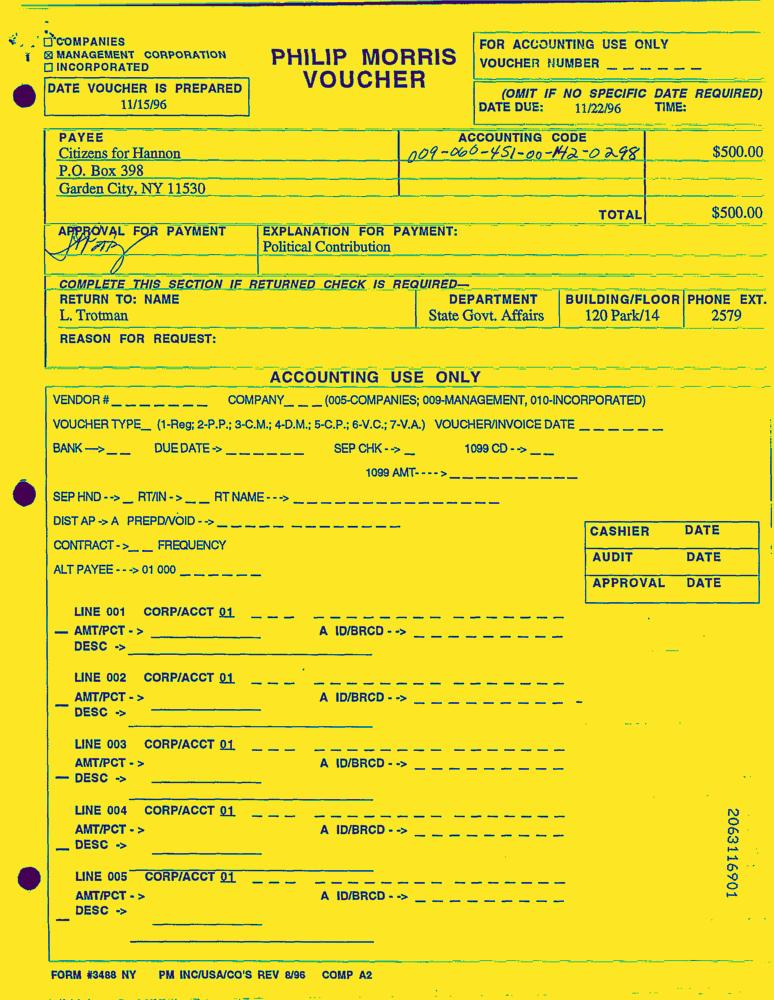 ☐ COMPANIES
☒ MANAGEMENT CORPORATION
☐ INCORPORATED
PHILIP MORRIS
VOUCHER
FOR ACCOUNTING USE ONLY
VOUCHER NUMBER _ _ _ _ _ _
DATE VOUCHER IS PREPARED
11/15/96
(OMIT IF NO SPECIFIC DATE REQUIRED)
DATE DUE: 11/22/96 TIME:
PAYEE ACCOUNTING CODE
Citizens for Hannon 009-060-451-00-M2-0298 $500.00
P.O. Box 398
Garden City, NY 11530
TOTAL $500.00
APPROVAL FOR PAYMENT EXPLANATION FOR PAYMENT:
Political Contribution
COMPLETE THIS SECTION IF RETURNED CHECK IS REQUIRED—
RETURN TO: NAME DEPARTMENT BUILDING/FLOOR PHONE EXT.
L. Trotman State Govt. Affairs 120 Park/14 2579
REASON FOR REQUEST:
ACCOUNTING USE ONLY
VENDOR # _ _ _ _ _ _ _ COMPANY _ _ _ (005-COMPANIES; 009-MANAGEMENT, 010-INCORPORATED)
VOUCHER TYPE_ (1-Reg; 2-P.P.; 3-C.M.; 4-D.M.; 5-C.P.; 6-V.C.; 7-V.A.) VOUCHER/INVOICE DATE _ _ _ _ _ _
BANK —> _ _ DUE DATE -> _ _ _ _ _ _ SEP CHK - -> _ 1099 CD - -> _ _
1099 AMT- - - -> _ _ _ _ _ _ _ _ _ _
SEP HND - -> _ RT/IN - > _ _ RT NAME - - -> _ _ _ _ _ _ _ _ _ _ _ _ _ _
DIST AP -> A PREPD/VOID - -> _ _ _ _ _ _ _ _ _ _ _ _
CONTRACT - >_ _ _ FREQUENCY
ALT PAYEE - - -> 01 000 _ _ _ _ _ _
CASHIER DATE
AUDIT DATE
APPROVAL DATE
LINE 001 CORP/ACCT 01 _ _ _ _ _ _ _ _ _ _ _ _ _ _
AMT/PCT - > A ID/BRCD - -> _ _ _ _ _ _ _ _
DESC ->
LINE 002 CORP/ACCT 01 _ _ _ _ _ _ _ _ _ _ _ _ _ _
AMT/PCT - > A ID/BRCD - -> _ _ _ _ _ _ _ _
DESC ->
LINE 003 CORP/ACCT 01 _ _ _ _ _ _ _ _ _ _ _ _ _ _
AMT/PCT - > A ID/BRCD - -> _ _ _ _ _ _ _ _
DESC ->
LINE 004 CORP/ACCT 01 _ _ _ _ _ _ _ _ _ _ _ _ _ _
AMT/PCT - > A ID/BRCD - -> _ _ _ _ _ _ _ _
DESC ->
LINE 005 CORP/ACCT 01 _ _ _ _ _ _ _ _ _ _ _ _ _ _
AMT/PCT - > A ID/BRCD - -> _ _ _ _ _ _ _ _
DESC ->
2063116901
FORM #3488 NY PM INC/USA/CO'S REV 8/96 COMP A2